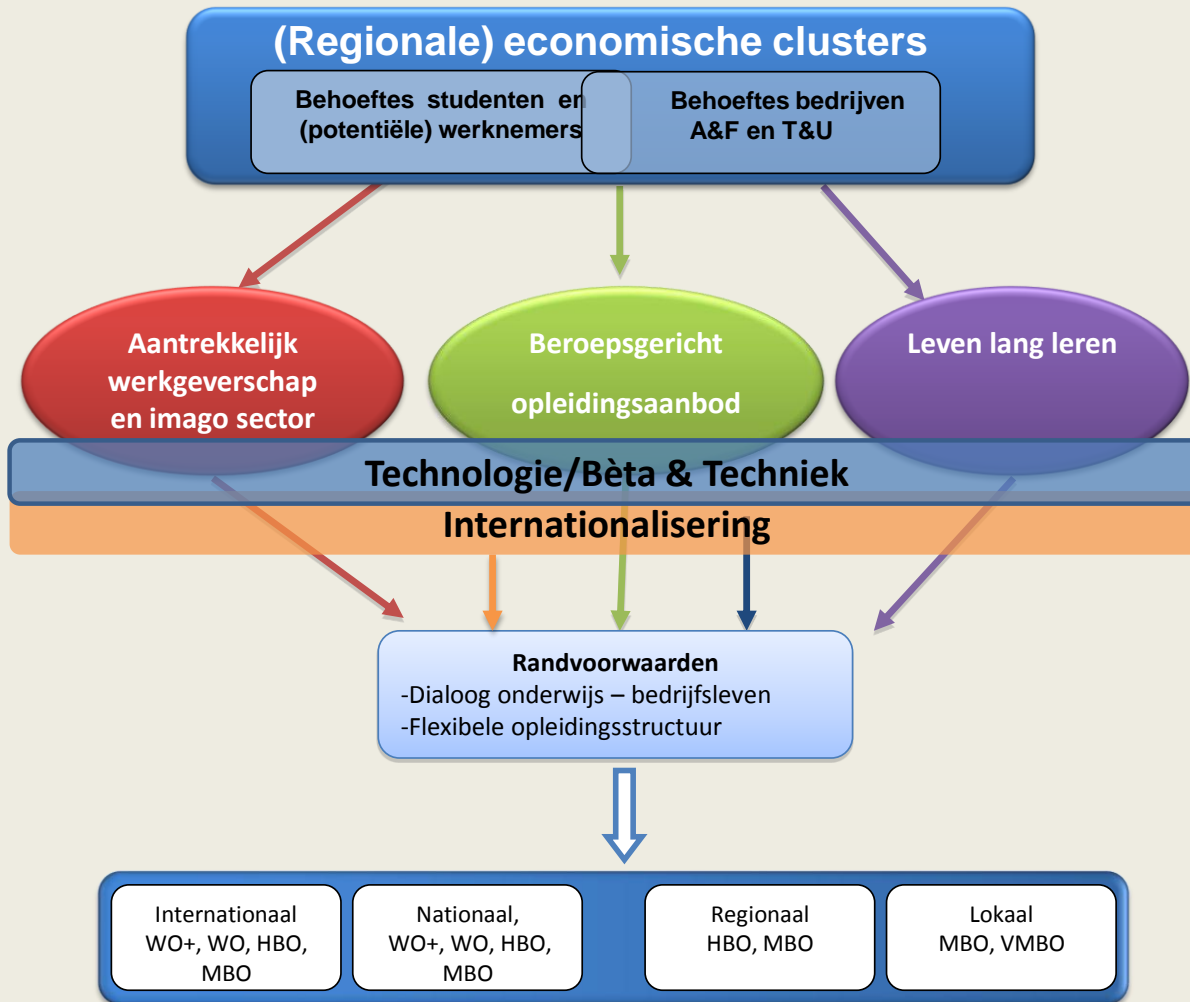 (Regionale) economische clusters
Behoeftes studenten en
(potentiële) werknemers
Behoeftes bedrijven
A&F en T&U
Aantrekkelijk
werkgeverschap
en imago sector
Beroepsgericht
opleidingsaanbod
Leven lang leren
Technologie/Bèta & Techniek
Internationalisering
Randvoorwaarden
-Dialoog onderwijs – bedrijfsleven
-Flexibele opleidingsstructuur
Internationaal
WO+, WO, HBO,
MBO
Nationaal,
WO+, WO, HBO,
MBO
Regionaal
HBO, MBO
Lokaal
MBO, VMBO